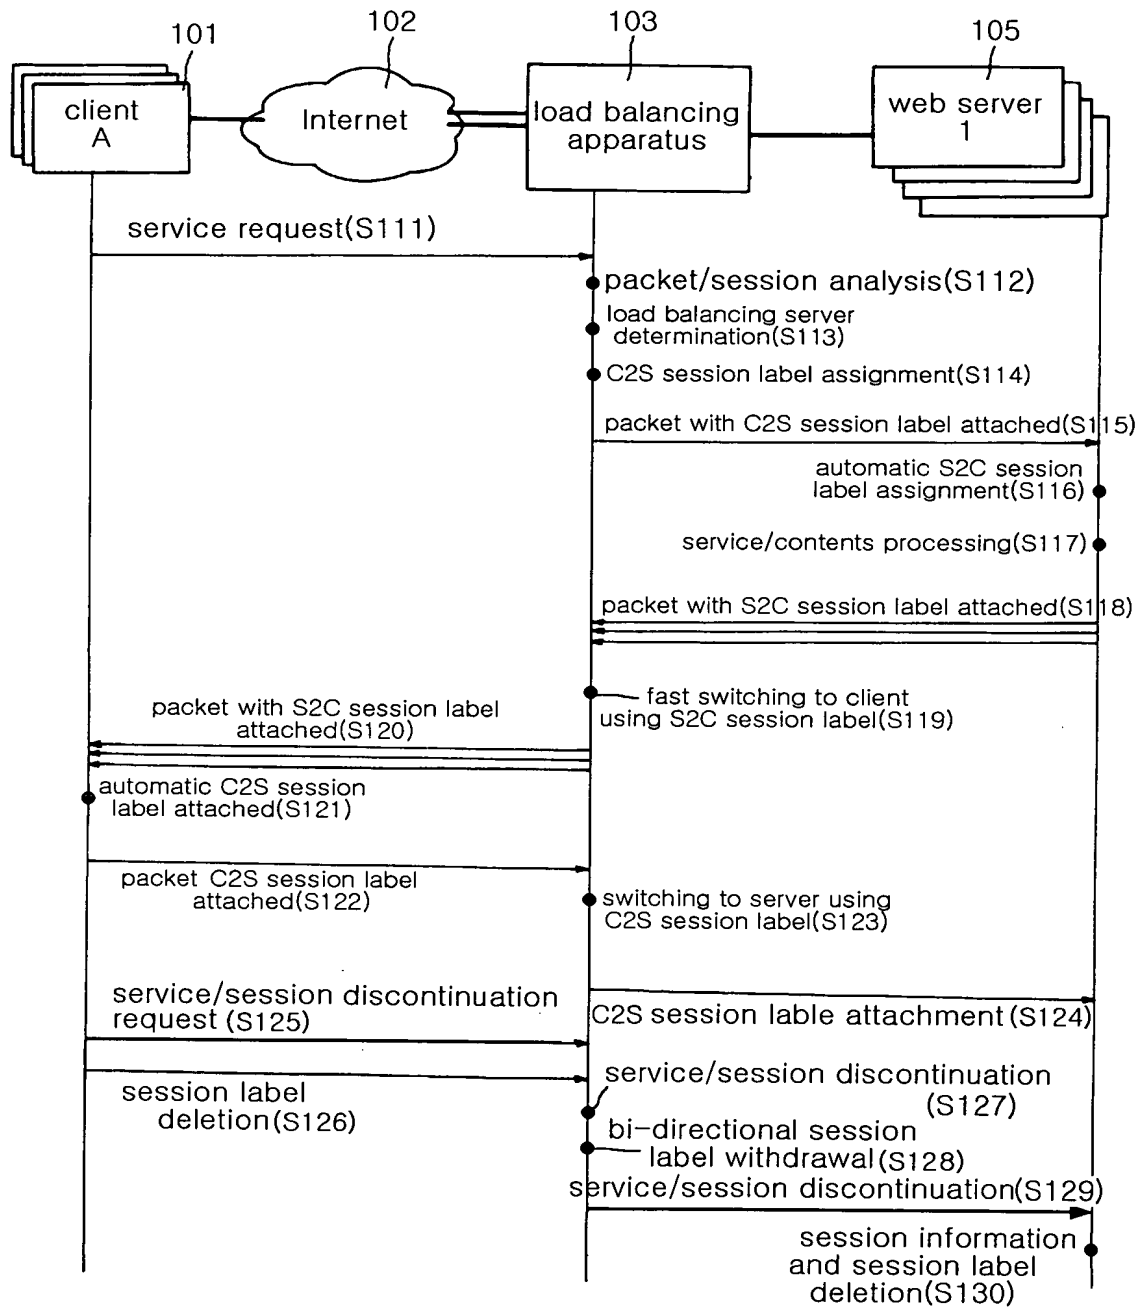 101
102
103
105
client
A
Internet
load balancing
apparatus
web server
1
service request(S111)
packet/session analysis(S112)
load balancing server
determination(S113)
C2S session label assignment(S114)
packet with C2S session label attached(S115)
automatic S2C session
label assignment(S116)
service/contents processing(S117)
packet with S2C session label attached(S118)
fast switching to client
using S2C session label(S119)
packet with S2C session label
attached(S120)
automatic C2S session
label attached(S121)
packet C2S session label
attached(S122)
switching to server using
C2S session label(S123)
C2S session lable attachment(S124)
service/session discontinuation
request(S125)
session label
deletion(S126)
service/session discontinuation
(S127)
bi-directional session
label withdrawal(S128)
service/session discontinuation(S129)
session information
and session label
deletion(S130)